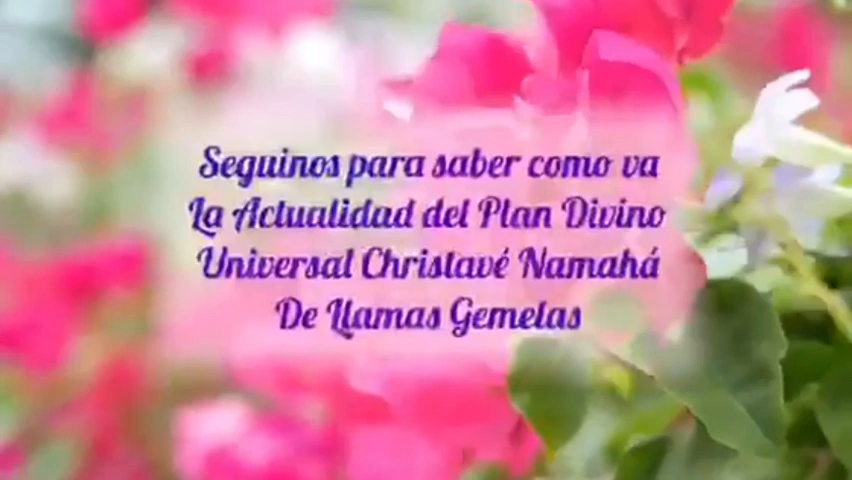 Seguinos para saber como va
La Actualidad del Plan Divino
Universal Christavé Namahá
De Llamas Gemelas